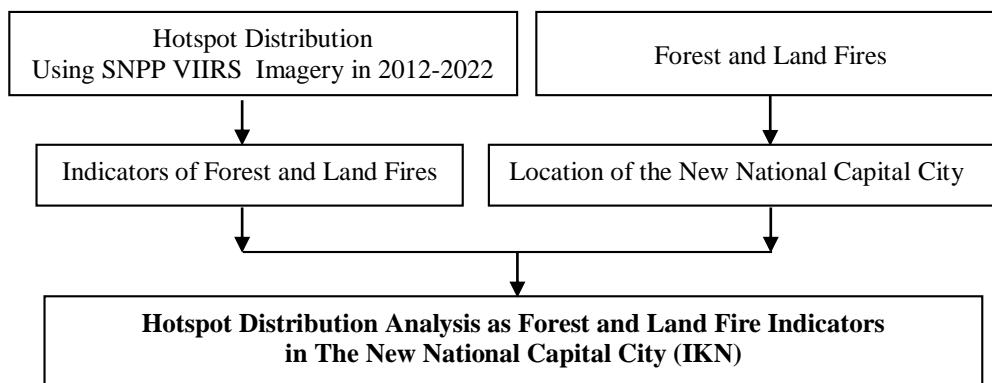 Hotspot Distribution
Using SNPP VIIRS Imagery in 2012-2022
Forest and Land Fires
Indicators of Forest and Land Fires
Location of the New National Capital City
Hotspot Distribution Analysis as Forest and Land Fire Indicators
in The New National Capital City (IKN)